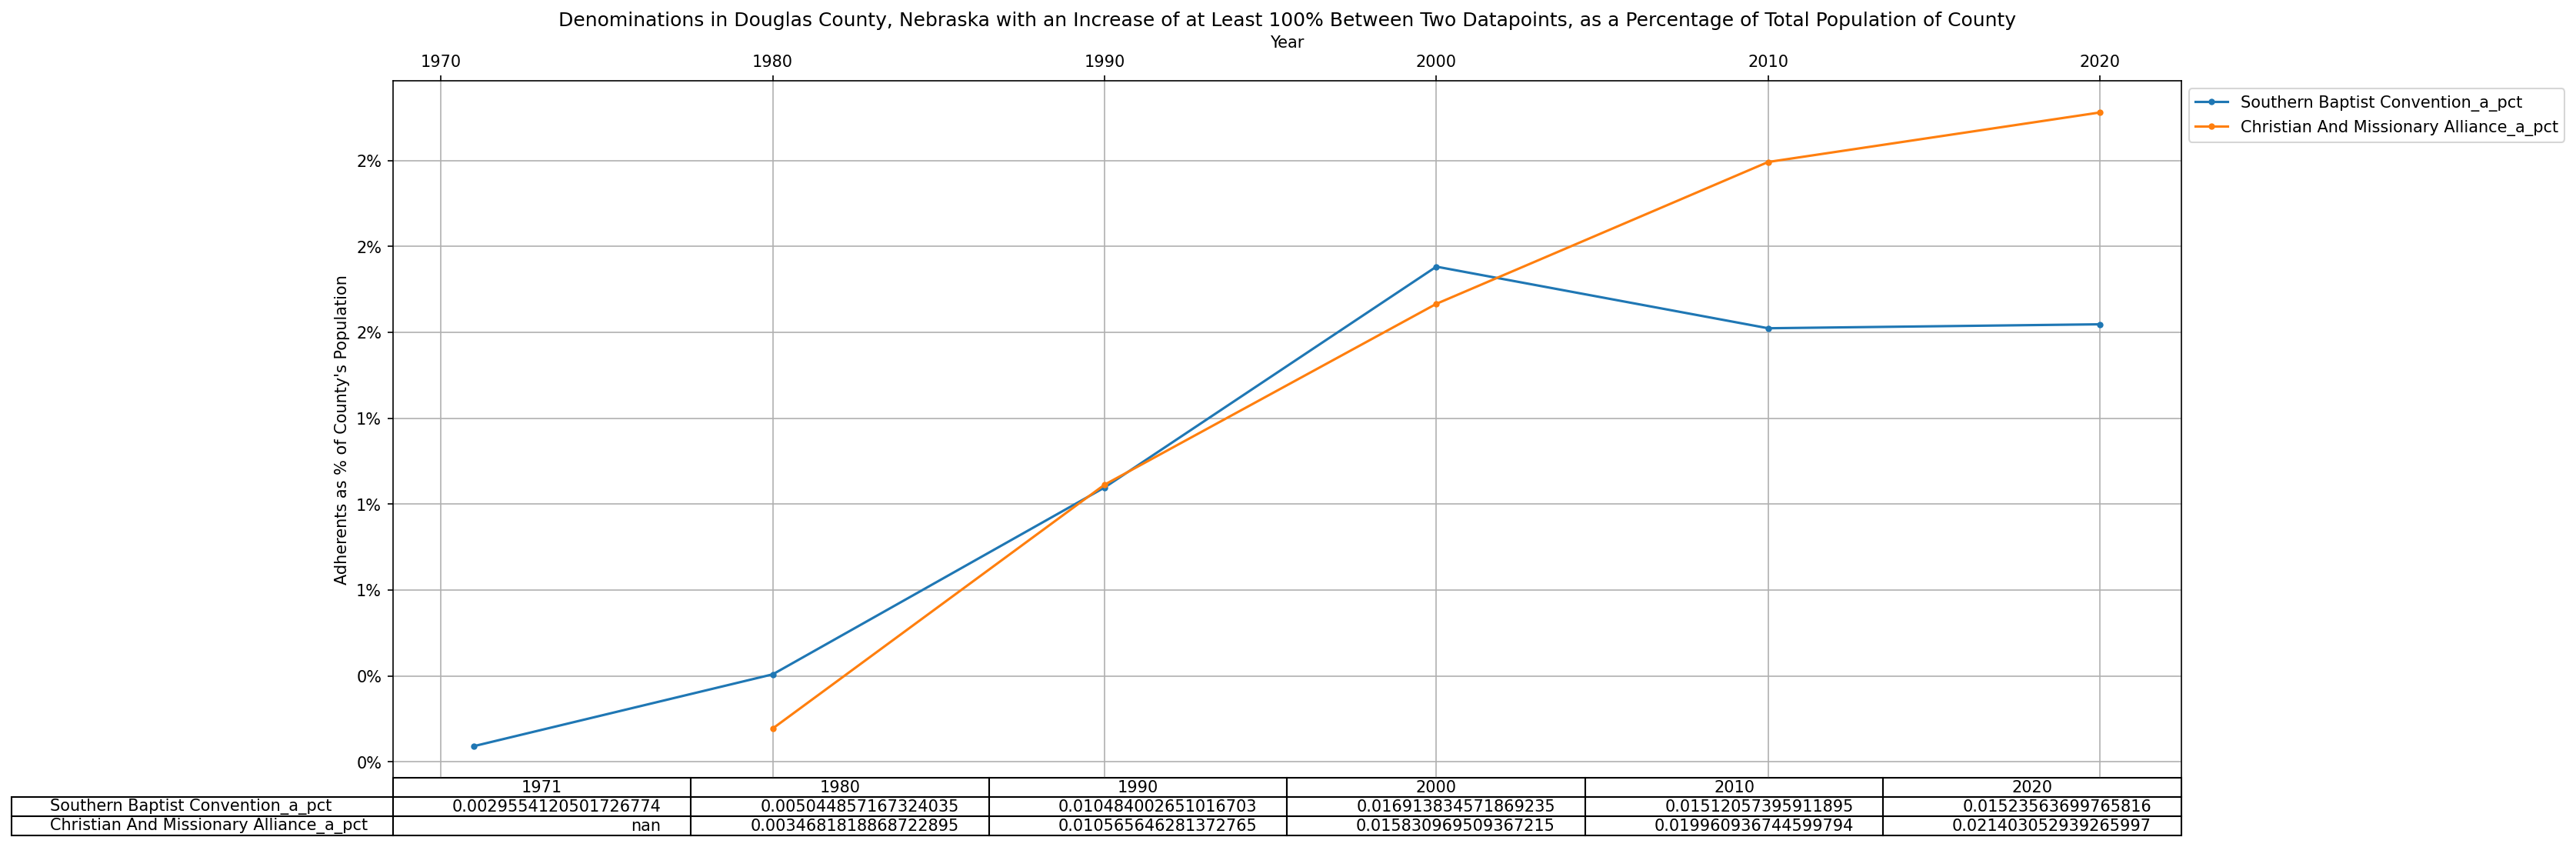 Denominations in Douglas County, Nebraska with an Increase of at Least 100% Between Two Datapoints, as a Percentage of Total Population of County
Year
1970 1980 1990 2000 2010 2020
Southern Baptist Convention_a_pct
Christian And Missionary Alliance_a_pct
2%
2%
2%
1%
1%
1%
0%
0%
Adherents as % of County's Population
1971 1980 1990 2000 2010 2020
Southern Baptist Convention_a_pct 0.0029554120501726774 0.005044857167324035 0.010484002651016703 0.016913834571869235 0.01512057395911895 0.01523563699765816
Christian And Missionary Alliance_a_pct nan 0.0034681818868722895 0.010565646281372765 0.015830969509367215 0.019960936744599794 0.021403052939265997